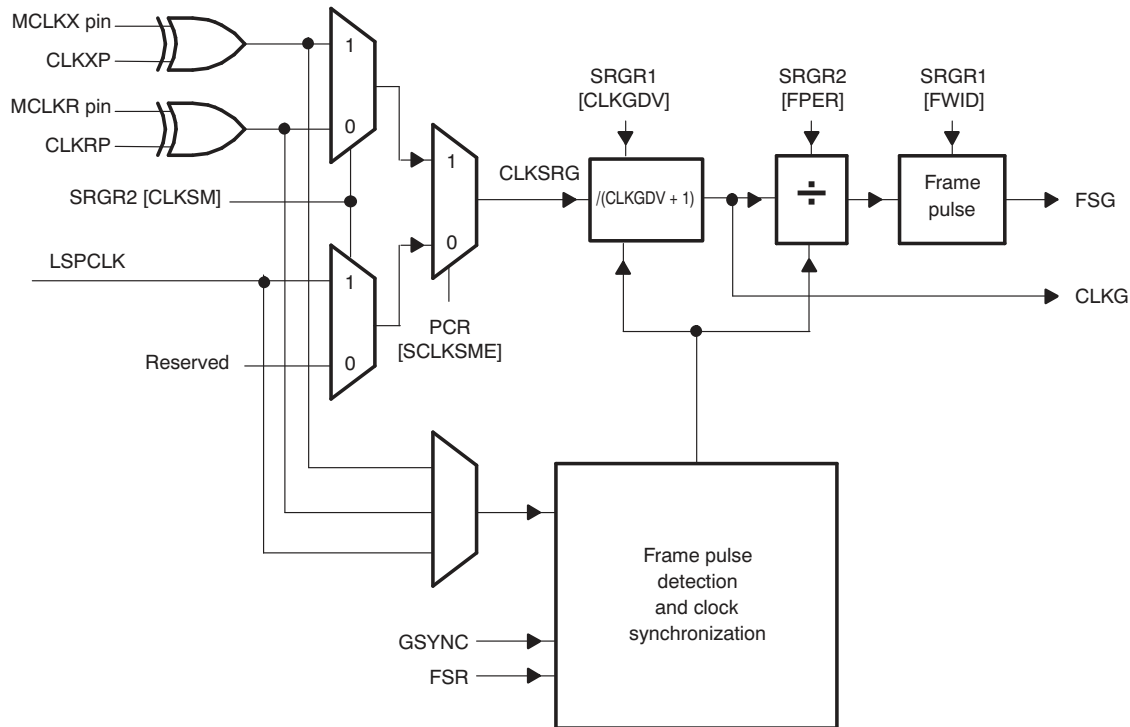 MCLKX pin
CLKXP
MCLKR pin
CLKRP
1
0
SRGR2 [CLKSM]
LSPCLK
1
Reserved
0
1
0
PCR
[SCLKSME]
CLKSRG
SRGR1
[CLKGDV]
/(CLKGDV + 1)
SRGR2
[FPER]
÷
SRGR1
[FWID]
Frame
pulse
FSG
CLKG
Frame pulse
detection
and clock
synchronization
GSYNC
FSR